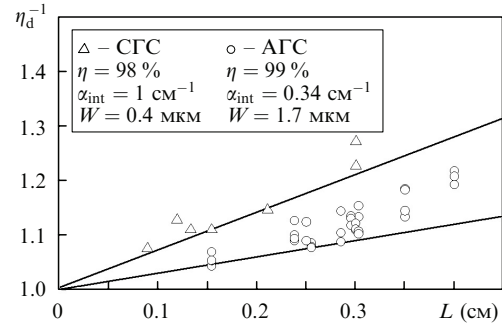 η_d^{-1}
1.5
△ – СГС ○ – АГС
η = 98 % η = 99 %
α_int = 1 см⁻¹ α_int = 0.34 см⁻¹
W = 0.4 мкм W = 1.7 мкм
1.4
1.3
1.2
1.1
1.0
0 0.1 0.2 0.3 L (см)